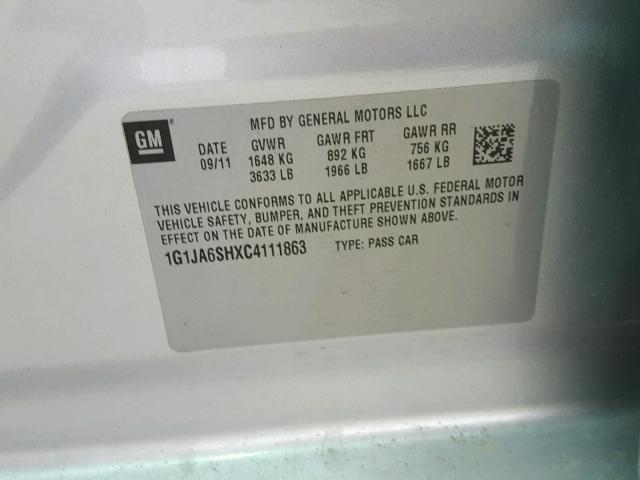 GM
MFD BY GENERAL MOTORS LLC
DATE GVWR GAWR FRT GAWR RR
09/11 1648 KG 892 KG 756 KG
3633 LB 1966 LB 1667 LB
THIS VEHICLE CONFORMS TO ALL APPLICABLE U.S. FEDERAL MOTOR
VEHICLE SAFETY, BUMPER, AND THEFT PREVENTION STANDARDS IN
EFFECT ON THE DATE OF MANUFACTURE SHOWN ABOVE.
1G1JA6SHXC4111863 TYPE: PASS CAR